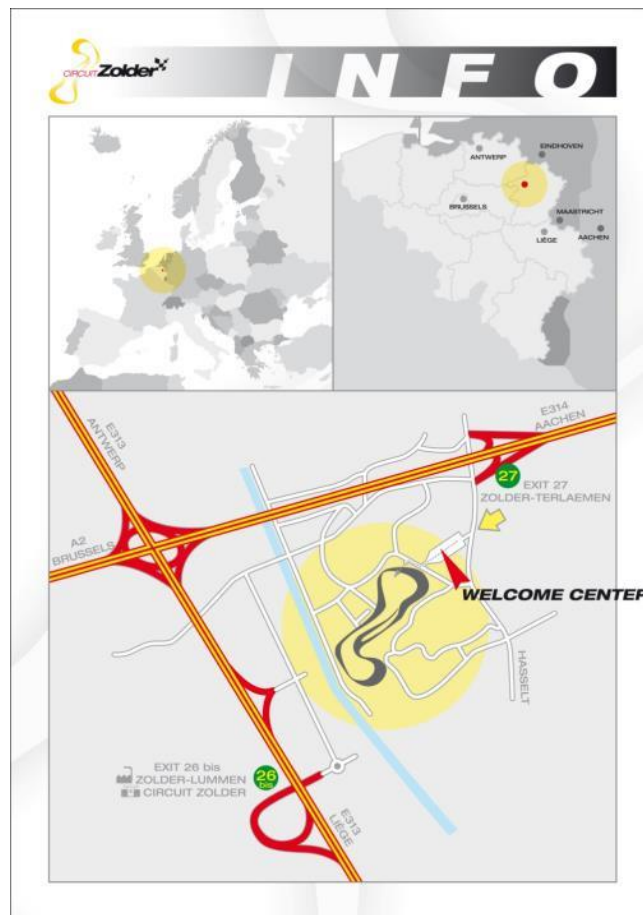 CIRCUIT Zolder
INFO
ANTWERP
EINDHOVEN
BRUSSELS
MAASTRICHT
LIÈGE
AACHEN
E313
ANTWERP
E314
AACHEN
27
EXIT 27
ZOLDER-TERLAEMEN
A2
BRUSSELS
WELCOME CENTER
HASSELT
EXIT 26 bis
ZOLDER-LUMMEN
CIRCUIT ZOLDER
26
bis
E313
LIÈGE